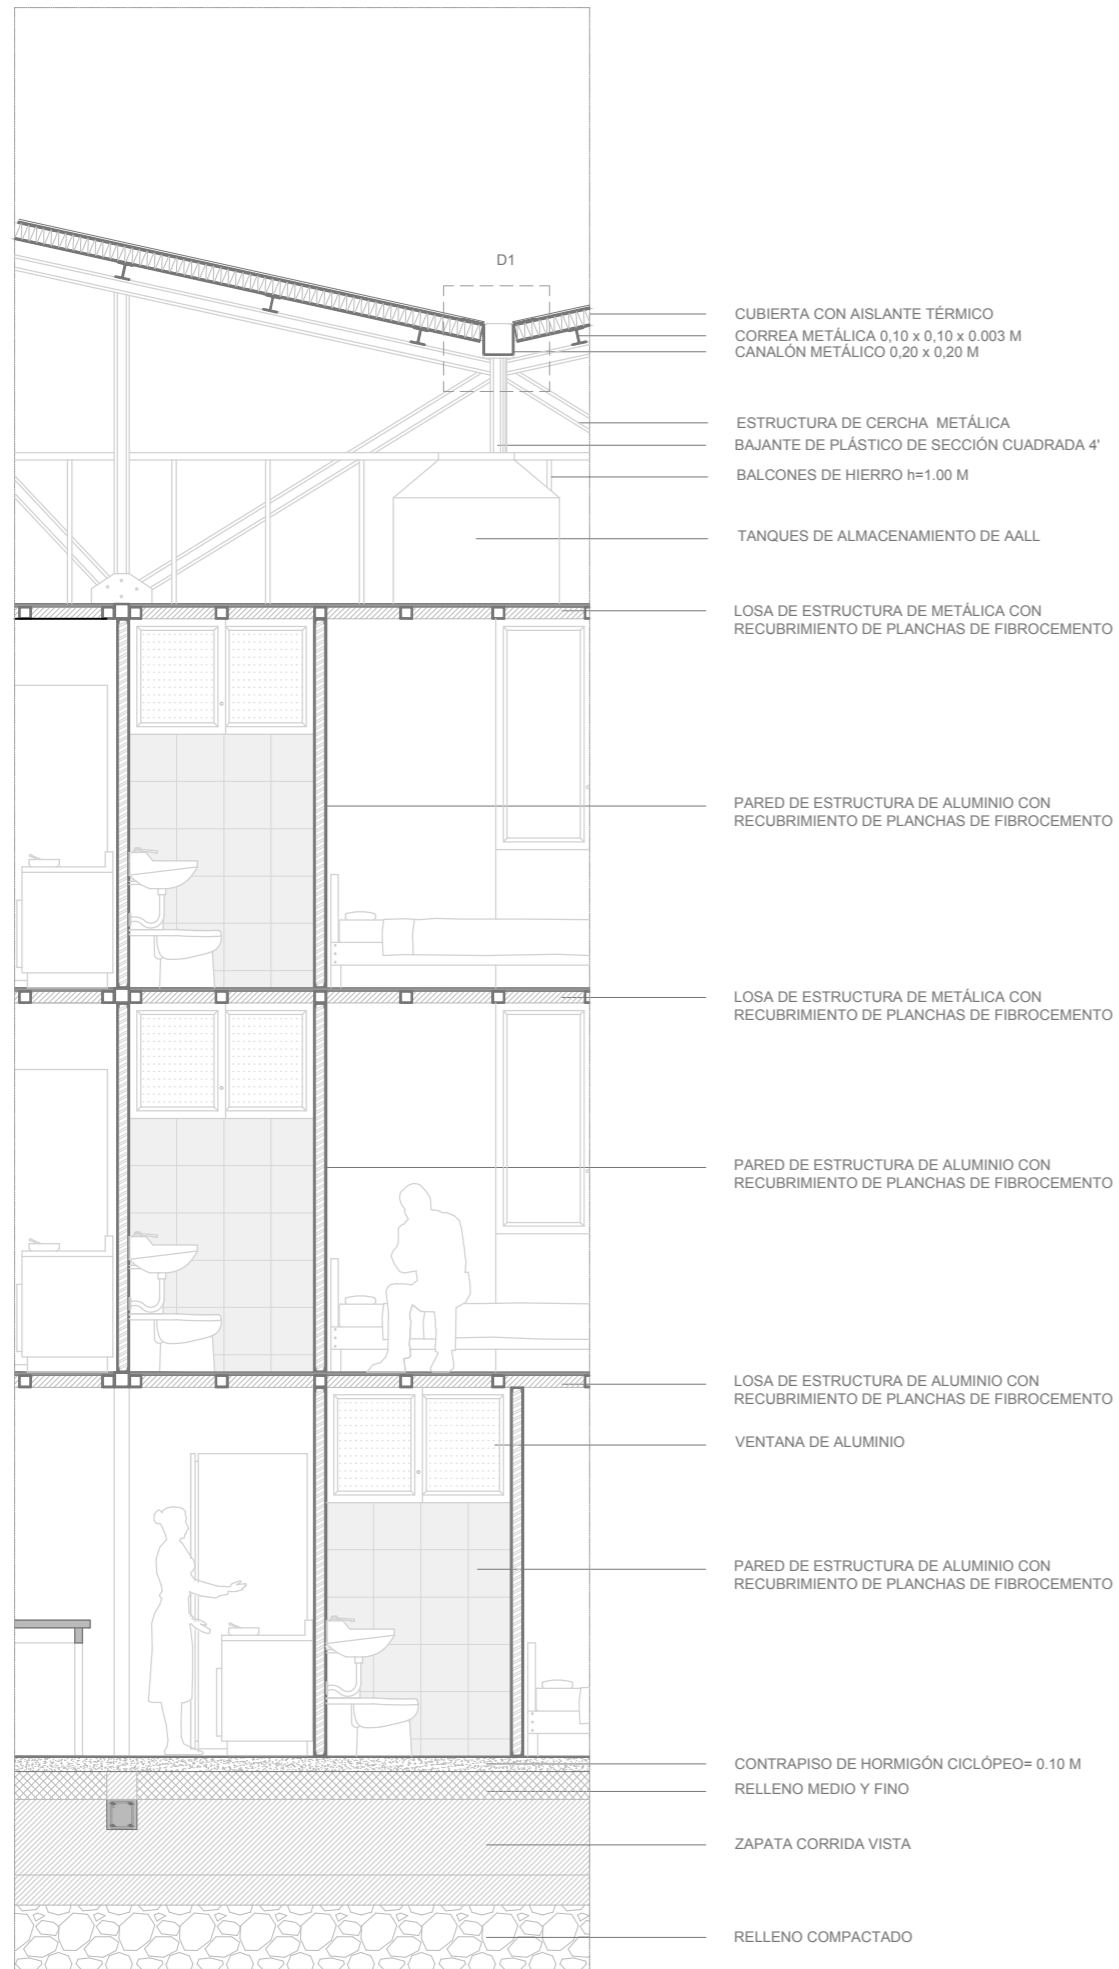 D1
CUBIERTA CON AISLANTE TÉRMICO
CORREA METÁLICA 0,10 x 0,10 x 0.003 M
CANALÓN METÁLICO 0,20 x 0,20 M
ESTRUCTURA DE CERCHA METÁLICA
BAJANTE DE PLÁSTICO DE SECCIÓN CUADRADA 4'
BALCONES DE HIERRO h=1.00 M
TANQUES DE ALMACENAMIENTO DE AALL
LOSA DE ESTRUCTURA DE METÁLICA CON
RECUBRIMIENTO DE PLANCHAS DE FIBROCEMENTO
PARED DE ESTRUCTURA DE ALUMINIO CON
RECUBRIMIENTO DE PLANCHAS DE FIBROCEMENTO
LOSA DE ESTRUCTURA DE METÁLICA CON
RECUBRIMIENTO DE PLANCHAS DE FIBROCEMENTO
PARED DE ESTRUCTURA DE ALUMINIO CON
RECUBRIMIENTO DE PLANCHAS DE FIBROCEMENTO
LOSA DE ESTRUCTURA DE ALUMINIO CON
RECUBRIMIENTO DE PLANCHAS DE FIBROCEMENTO
VENTANA DE ALUMINIO
PARED DE ESTRUCTURA DE ALUMINIO CON
RECUBRIMIENTO DE PLANCHAS DE FIBROCEMENTO
CONTRAPISO DE HORMIGÓN CICLÓPEO= 0.10 M
RELLENO MEDIO Y FINO
ZAPATA CORRIDA VISTA
RELLENO COMPACTADO